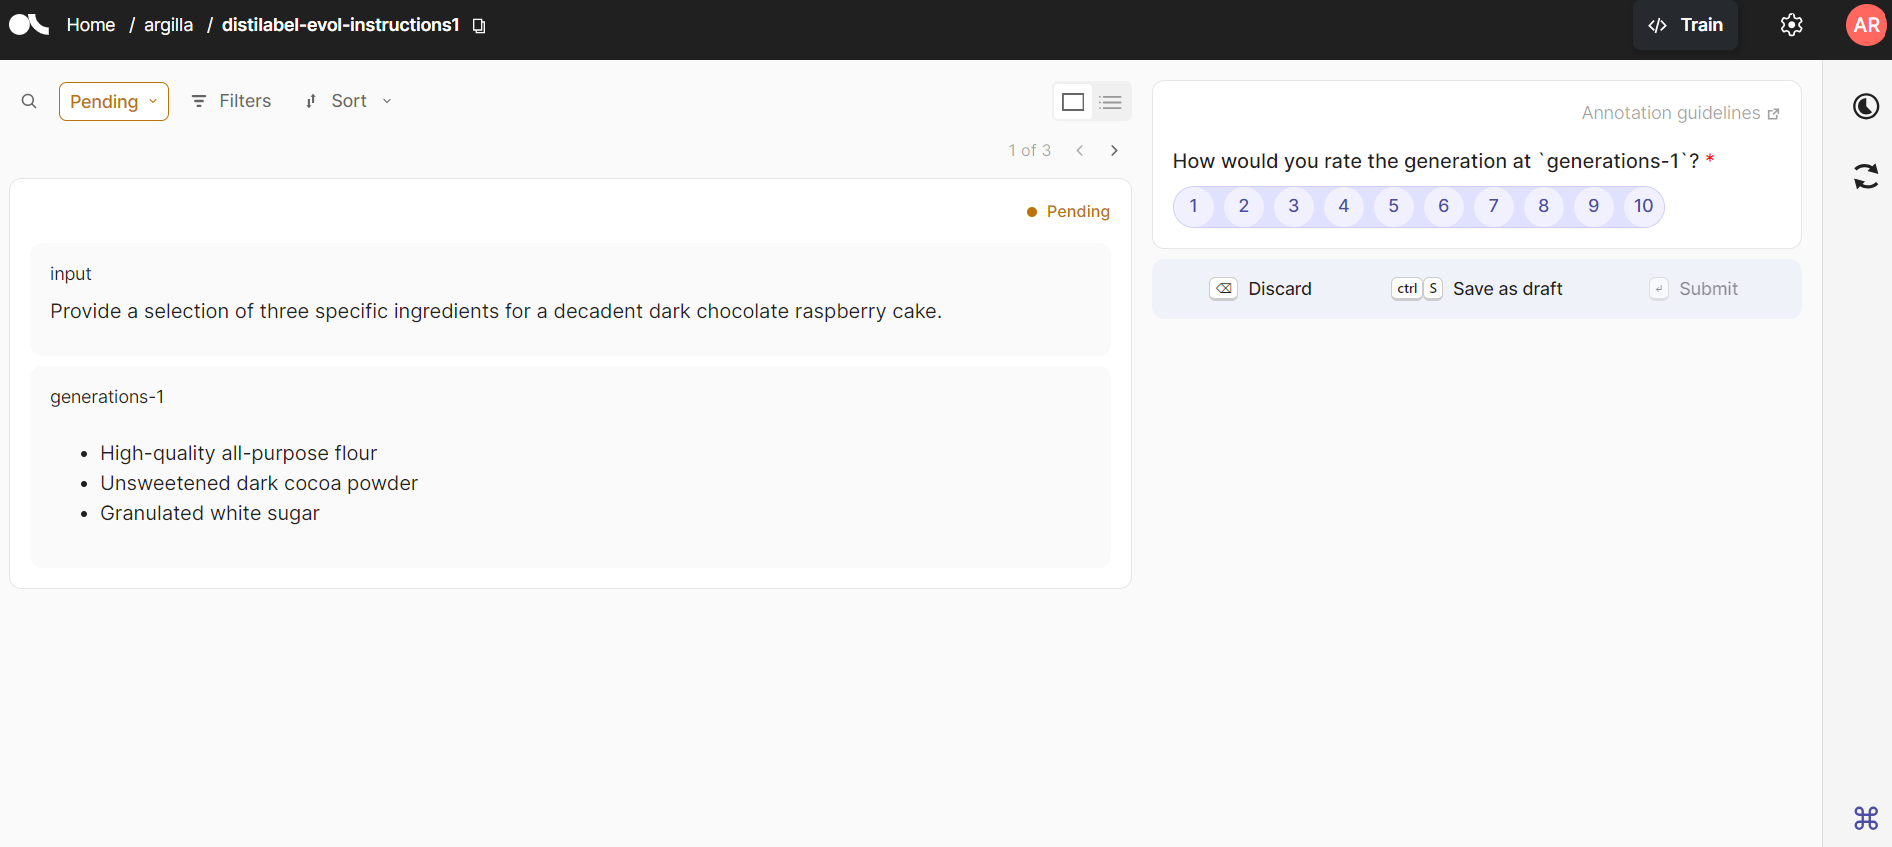 Home / argilla / distilabel-evol-instructions1
Train
AR
Pending
Filters
Sort
1 of 3
Pending
input
Provide a selection of three specific ingredients for a decadent dark chocolate raspberry cake.
generations-1
• High-quality all-purpose flour
• Unsweetened dark cocoa powder
• Granulated white sugar
Annotation guidelines
How would you rate the generation at `generations-1`? *
1 2 3 4 5 6 7 8 9 10
Discard
ctrl S Save as draft
Submit